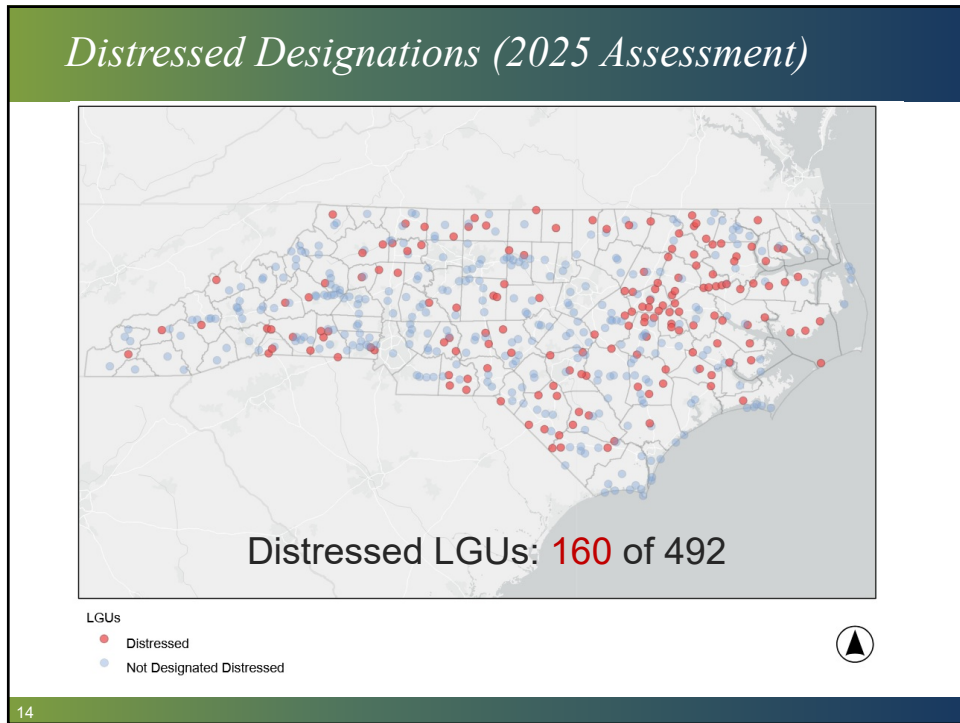 Distressed Designations (2025 Assessment)
Distressed LGUs: 160 of 492
LGUs
Distressed
Not Designated Distressed
14